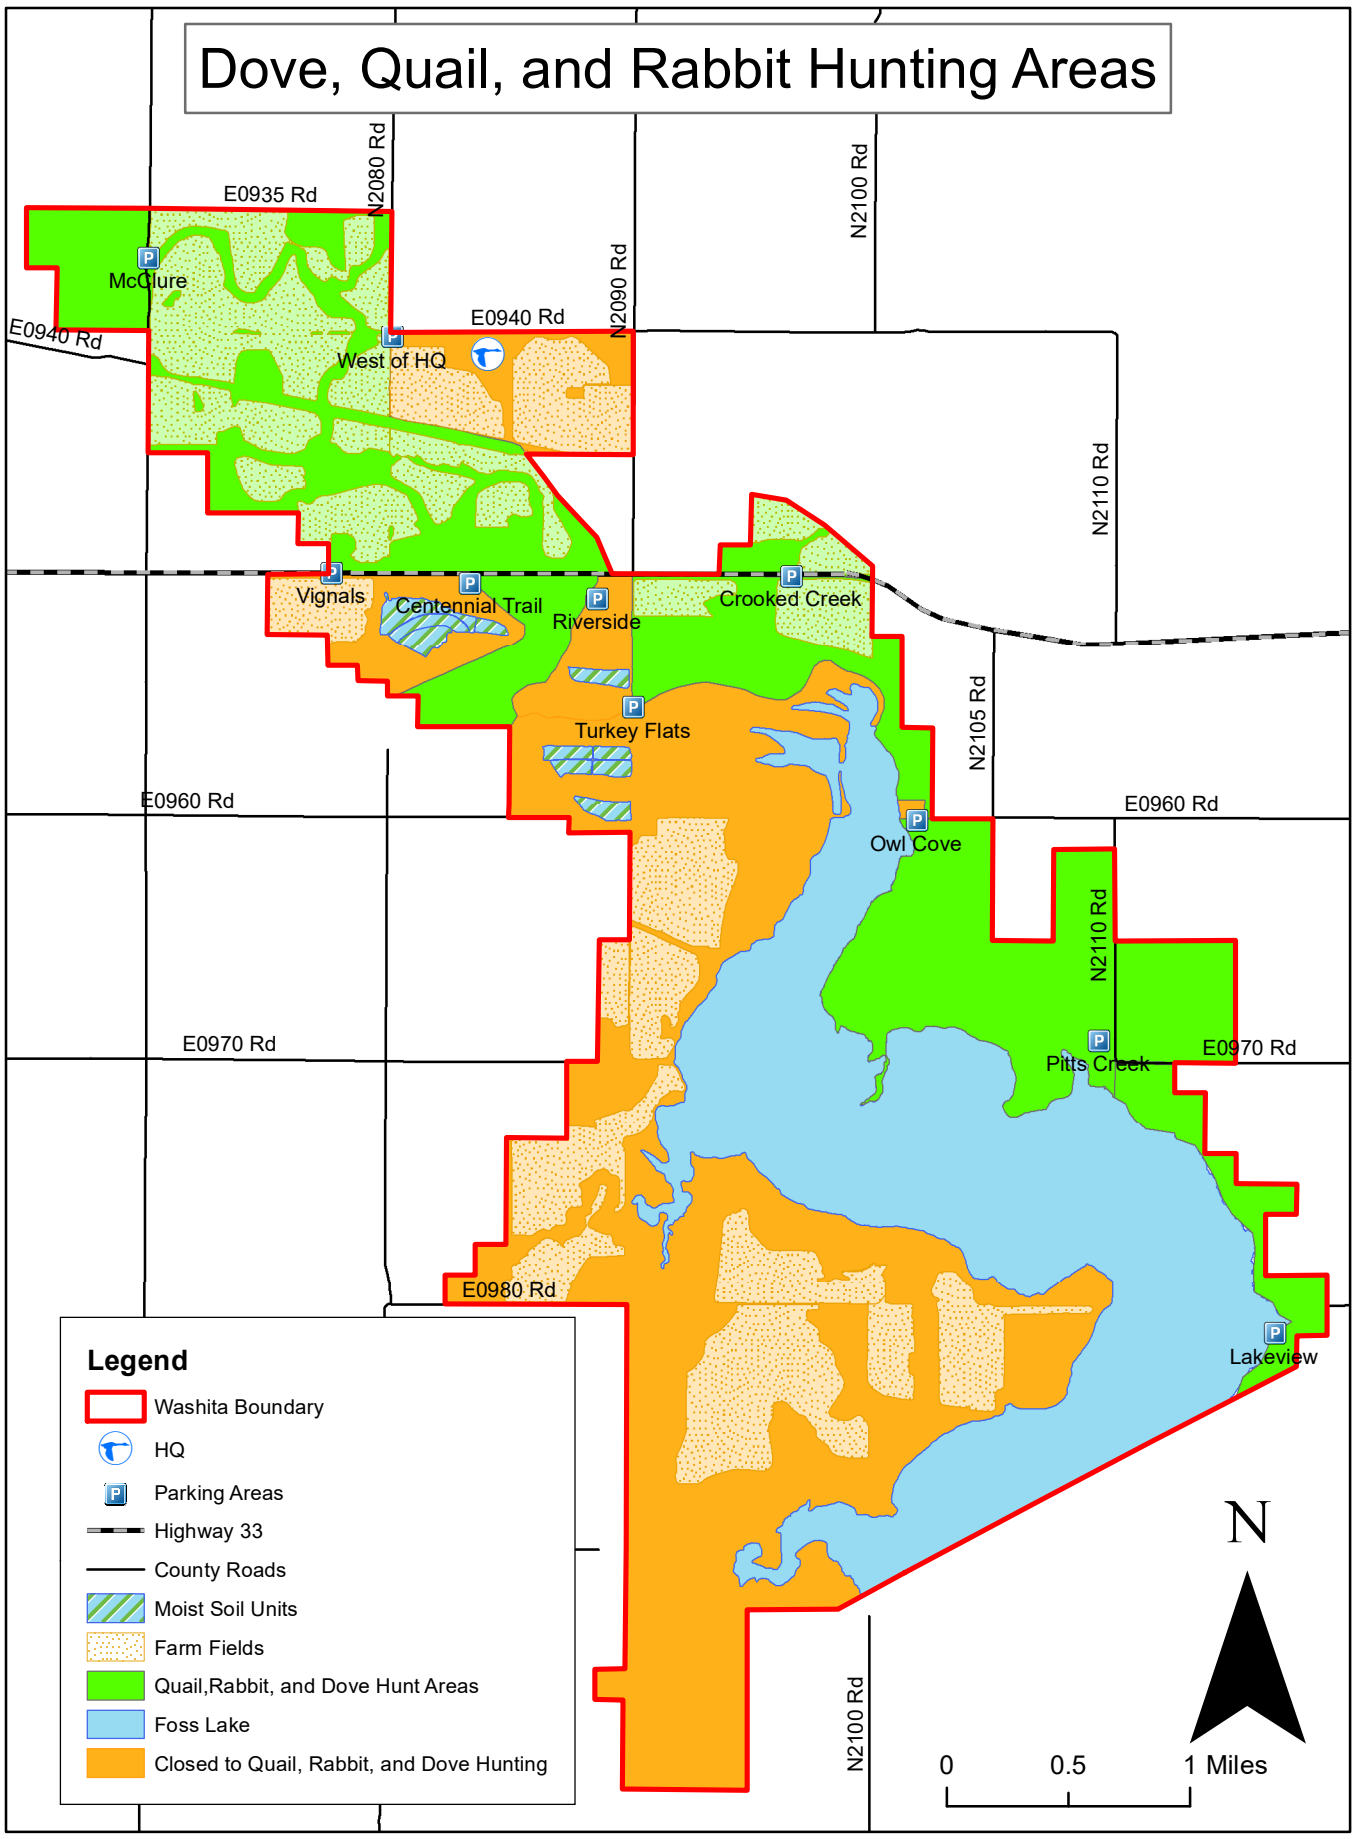 Dove, Quail, and Rabbit Hunting Areas
N2080 Rd
N2100 Rd
E0935 Rd
N2090 Rd
P
McClure
E0940 Rd
E0940 Rd
P
West of HQ
N2110 Rd
P
Vignals
P
Centennial Trail
P
Riverside
P
Crooked Creek
N2105 Rd
P
Turkey Flats
E0960 Rd
E0960 Rd
P
Owl Cove
N2110 Rd
E0970 Rd
P
Pitts Creek
E0970 Rd
E0980 Rd
P
Lakeview
Legend
Washita Boundary
HQ
P Parking Areas
Highway 33
County Roads
Moist Soil Units
Farm Fields
Quail,Rabbit, and Dove Hunt Areas
Foss Lake
Closed to Quail, Rabbit, and Dove Hunting
N2100 Rd
N
0 0.5 1 Miles